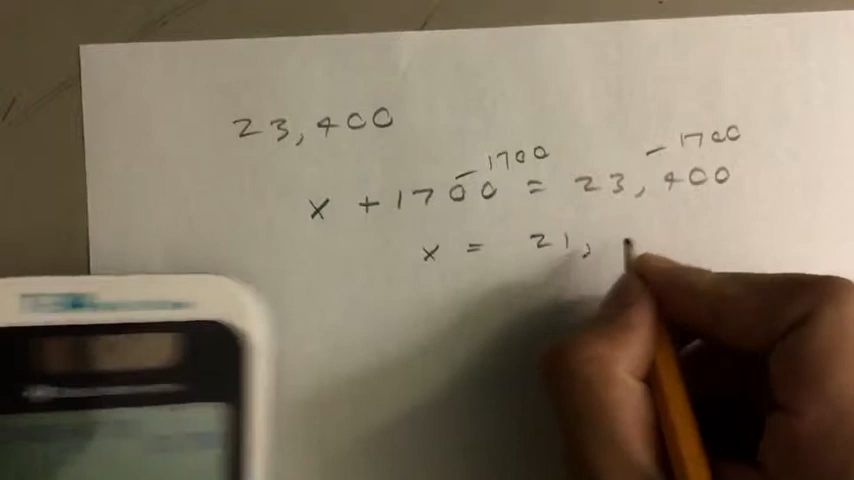 23,400
-1700 -1700
x + 1700 = 23,400
x = 21,